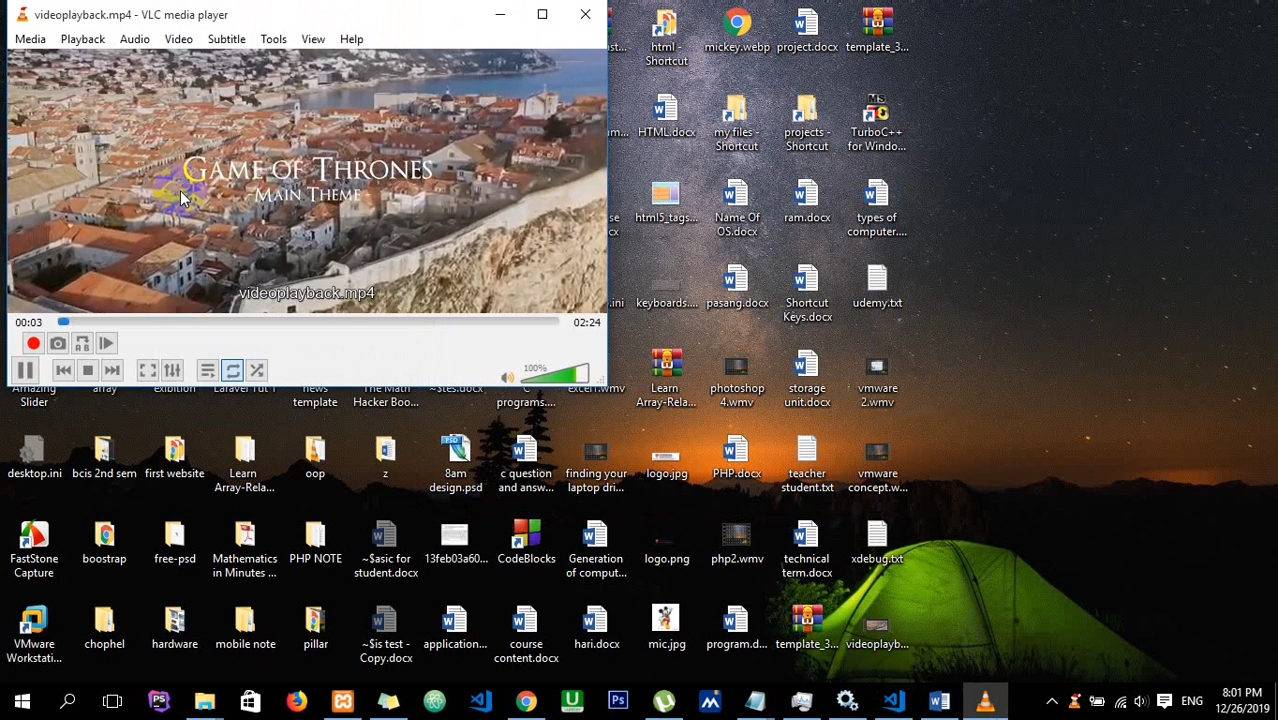 videoplayback.mp4 - VLC media player
Media Playback Audio Video Subtitle Tools View Help
GAME OF THRONES
MAIN THEME
videoplayback.mp4
00:03
02:24
100%
html -
Shortcut
mickey.webp
project.docx
template_3...
HTML.docx
my files -
Shortcut
projects -
Shortcut
TurboC++
for Windo...
html5_tags...
Name Of
OS.docx
ram.docx
types of
computer....
keyboards....
pasang.docx
Shortcut
Keys.docx
udemy.txt
Amazing
Slider
array
exibition
Laravel Tut 1
news
template
The Math
Hacker Boo...
~$tes.docx
C
programs....
excel1.wmv
Learn
Array-Rela...
photoshop
4.wmv
storage
unit.docx
vmware
2.wmv
desktop.ini
bcis 2nd sem
first website
Learn
Array-Rela...
oop
z
8am
design.psd
c question
and answ...
finding your
laptop dri...
logo.jpg
PHP.docx
teacher
student.txt
vmware
concept.w...
FastStone
Capture
boostrap
free-psd
Mathematics
in Minutes ...
PHP NOTE
~$asic for
student.docx
13feb03a60...
CodeBlocks
Generation
of comput...
logo.png
php2.wmv
technical
term.docx
xdebug.txt
VMware
Workstati...
chophel
hardware
mobile note
pillar
~$is test -
Copy.docx
application....
course
content.docx
hari.docx
mic.jpg
program.d...
template_3...
videoplayb...
ENG
8:01 PM
12/26/2019